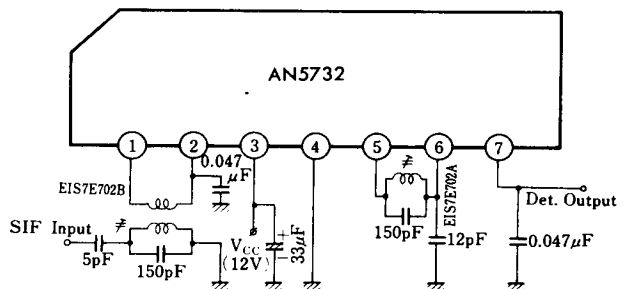 AN5732
1 2 3 4 5 6 7
0.047
μF
EIS7E702B
EIS7E702A
SIF Input
5pF
150pF
VCC
(12V)
+
−
33μF
150pF
12pF
Det. Output
0.047μF